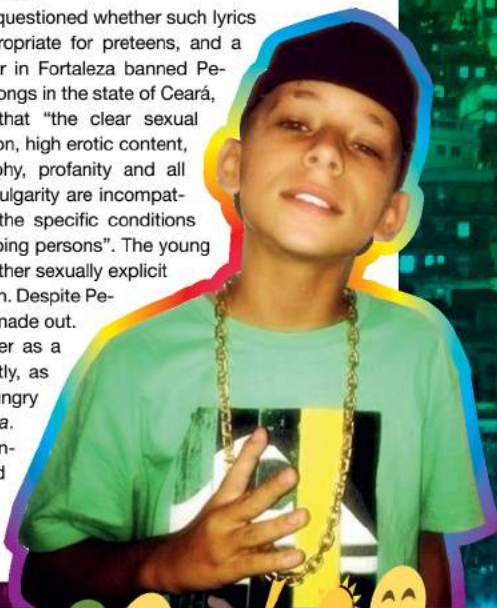 questioned whether such lyrics
ropriate for preteens, and a
r in Fortaleza banned Pe-
ongs in the state of Ceará,
that “the clear sexual
on, high erotic content,
phy, profanity and all
ulgarity are incompat-
the specific conditions
ping persons”. The young
ther sexually explicit
n. Despite Pe-
made out.
er as a
tly, as
ngry
a.
n-
d